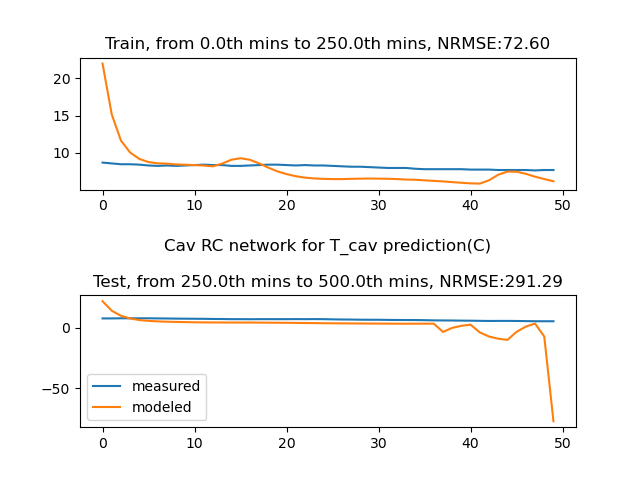 Train, from 0.0th mins to 250.0th mins, NRMSE:72.60
20
15
10
0 10 20 30 40 50
Cav RC network for T_cav prediction(C)
Test, from 250.0th mins to 500.0th mins, NRMSE:291.29
0
−50
measured
modeled
0 10 20 30 40 50